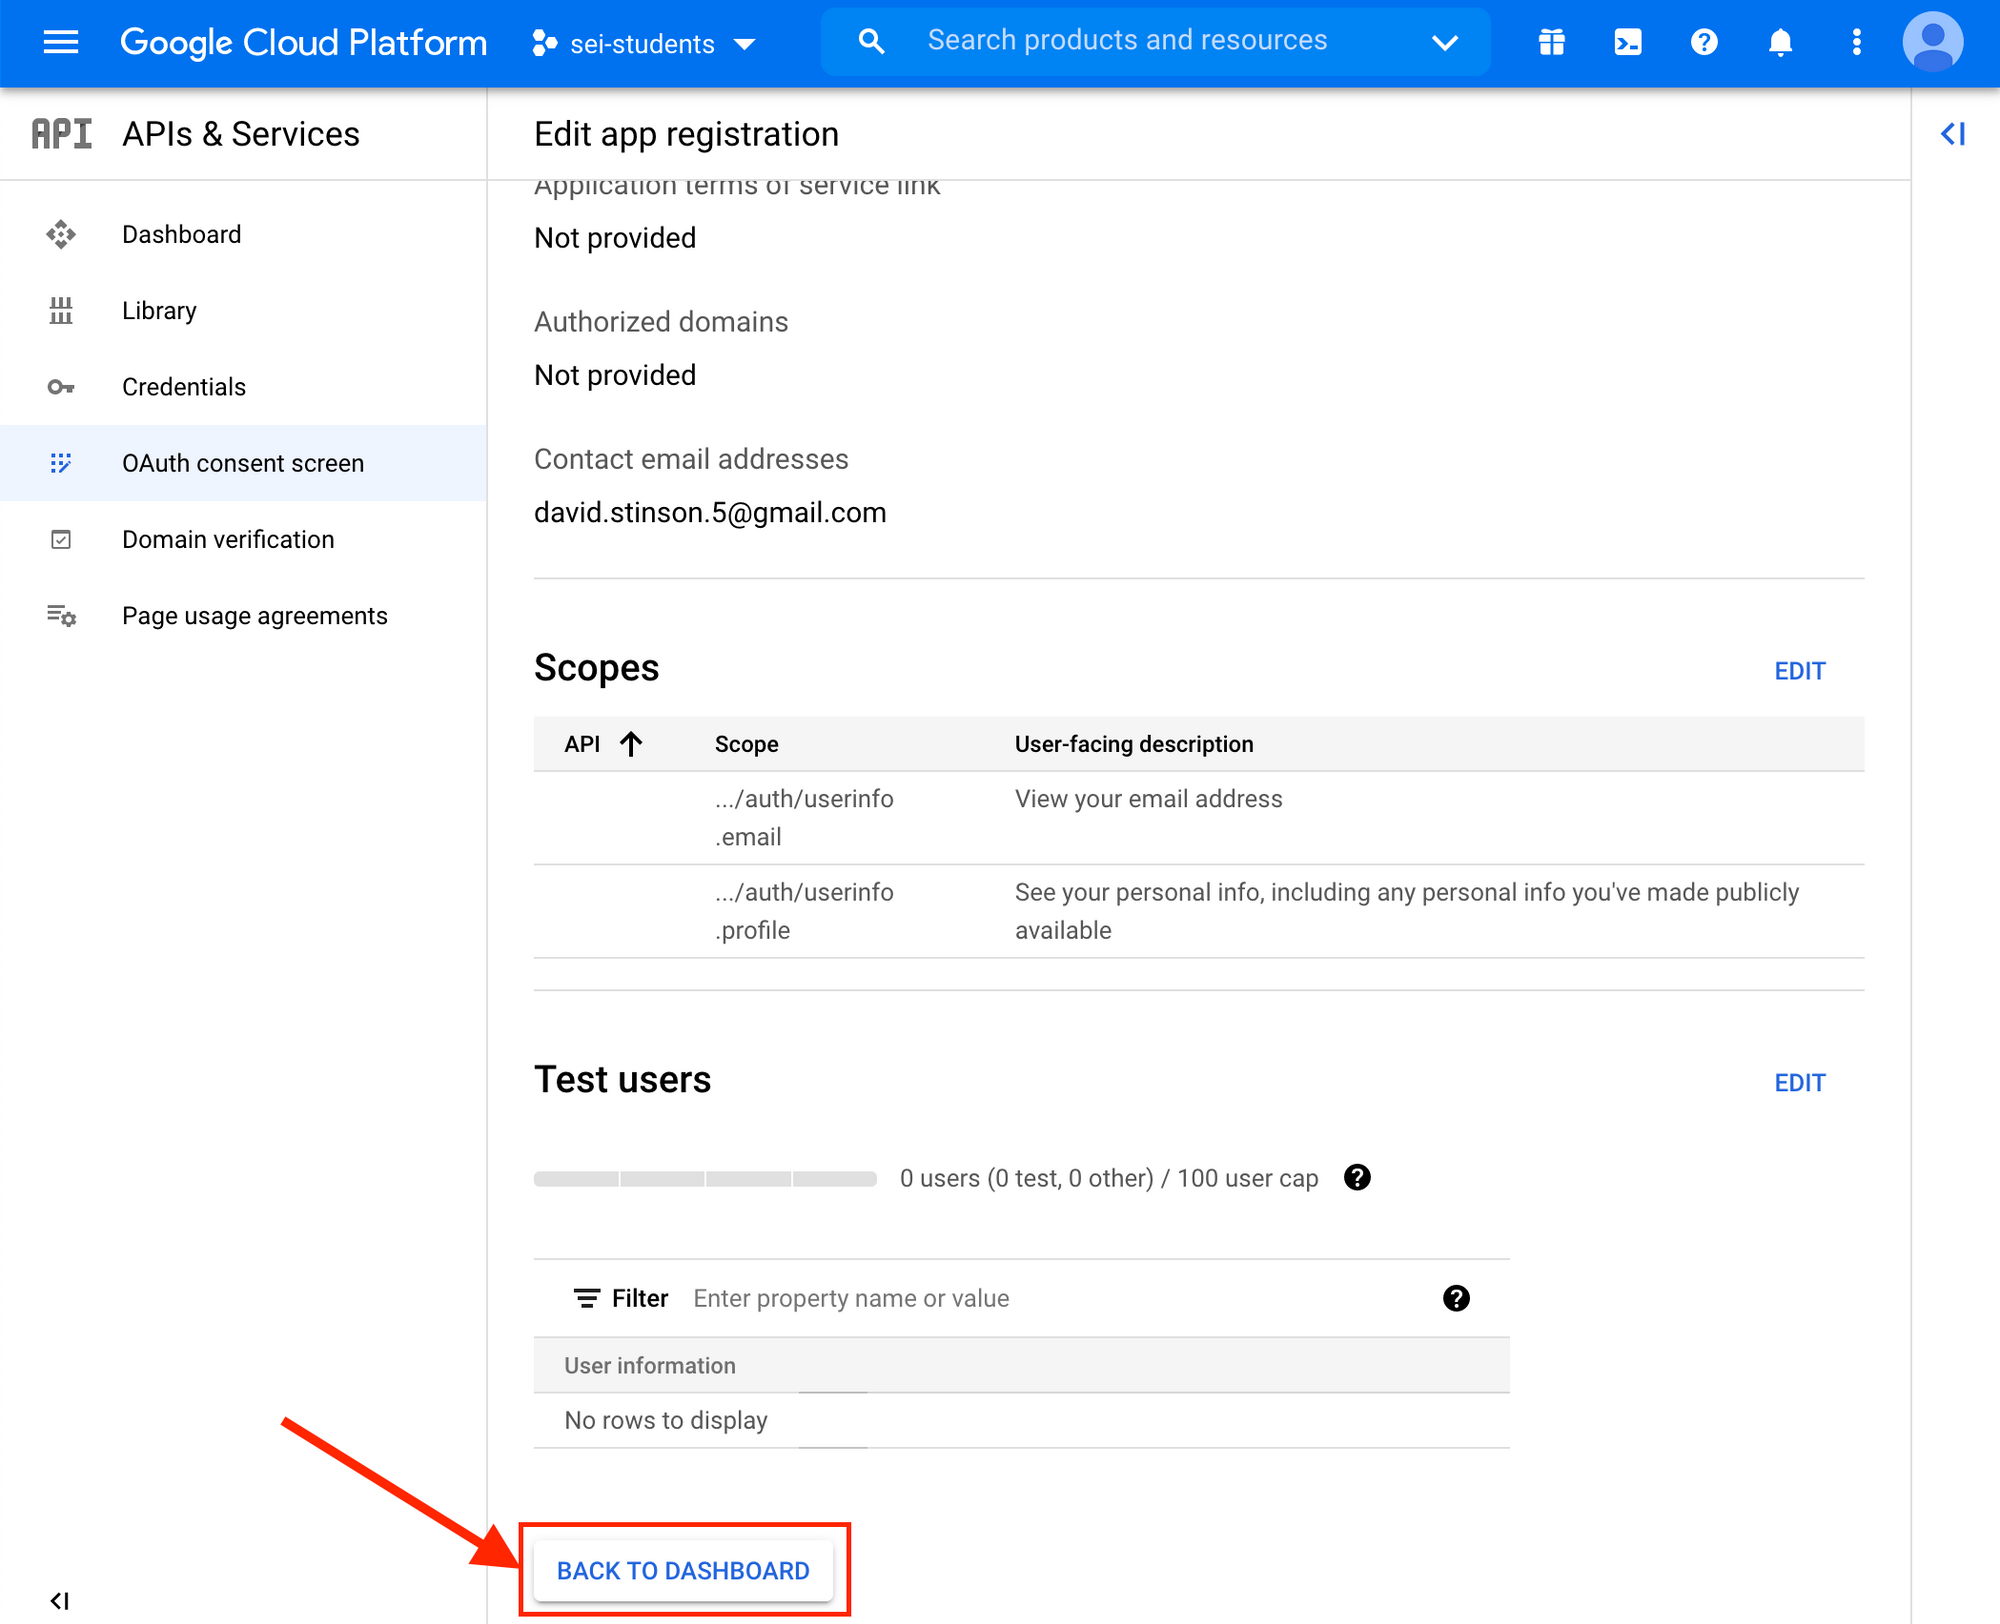 Google Cloud Platform
sei-students
Search products and resources
API APIs & Services
Edit app registration
Dashboard
Library
Credentials
OAuth consent screen
Domain verification
Page usage agreements
Application terms of service link
Not provided
Authorized domains
Not provided
Contact email addresses
david.stinson.5@gmail.com
Scopes
EDIT
API Scope User-facing description
.../auth/userinfo View your email address
.email
.../auth/userinfo See your personal info, including any personal info you've made publicly
.profile available
Test users
EDIT
0 users (0 test, 0 other) / 100 user cap
Filter Enter property name or value
User information
No rows to display
BACK TO DASHBOARD